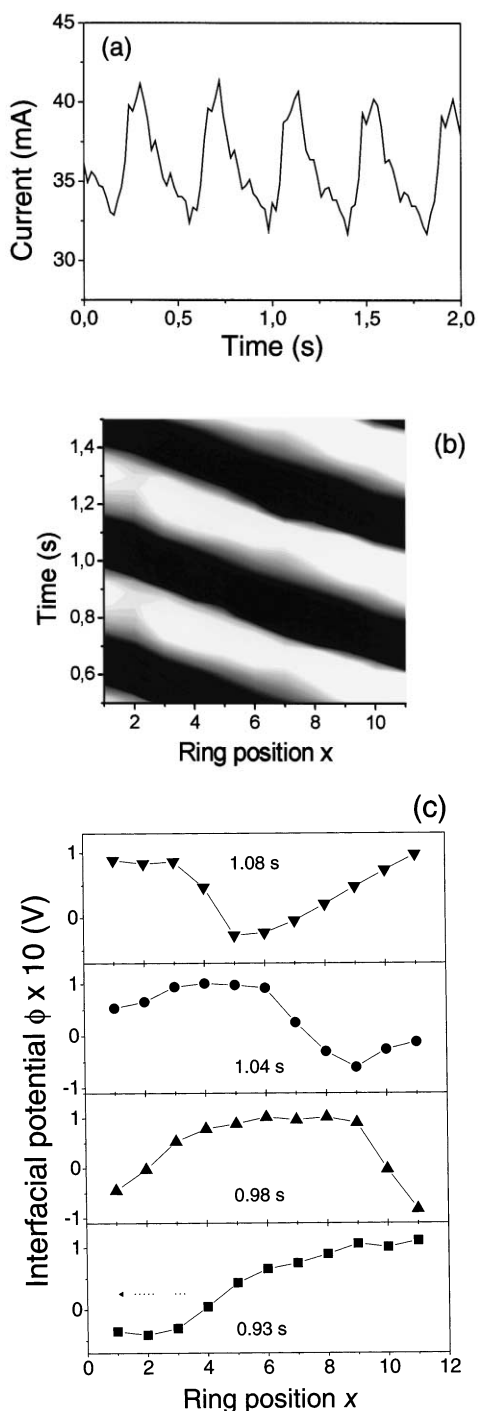 (a)
45
40
35
30
Current (mA)
0,0 0,5 1,0 1,5 2,0
Time (s)
(b)
1,4
1,2
1,0
0,8
0,6
Time (s)
2 4 6 8 10
Ring position x
(c)
Interfacial potential ϕ x 10 (V)
1
0
1.08 s
1
0
-1
1.04 s
1
0
-1
0.98 s
1
0
0.93 s
0 2 4 6 8 10 12
Ring position x